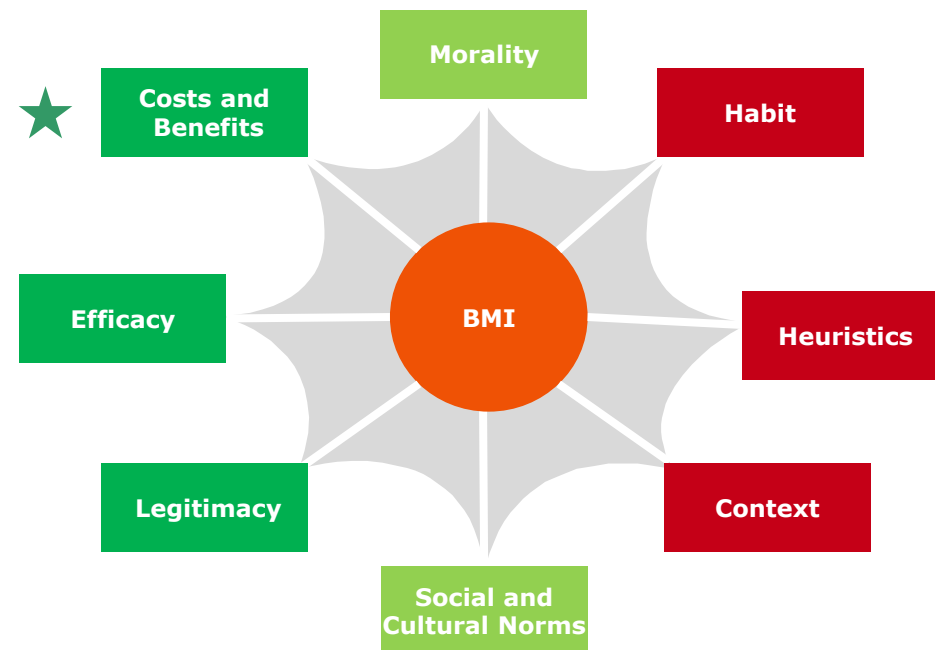 Morality
Costs and
Benefits
Habit
Efficacy
BMI
Heuristics
Legitimacy
Context
Social and
Cultural Norms